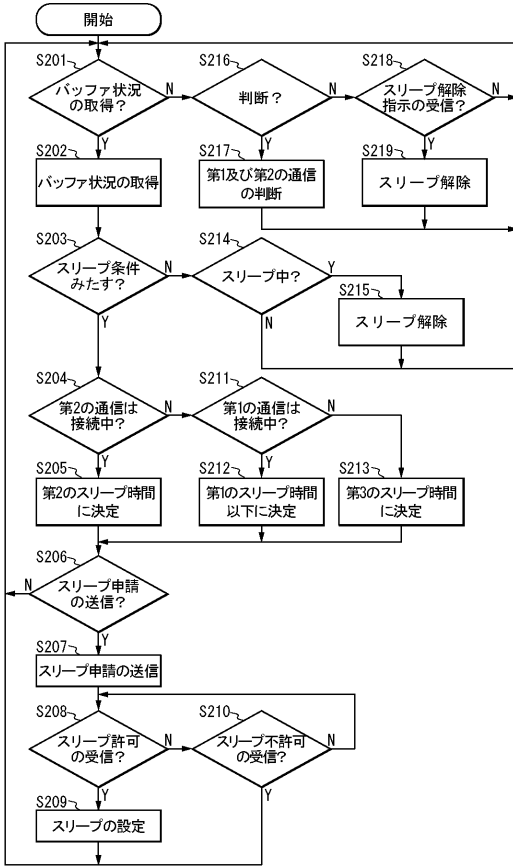 開始
S201
バッファ状況
の取得?
N
Y
S216
判断?
N
Y
S218
スリープ解除
指示の受信?
N
Y
S202
バッファ状況の取得
S217
第1及び第2の通信
の判断
S219
スリープ解除
S203
スリープ条件
みたす?
N
Y
S214
スリープ中?
Y
N
S215
スリープ解除
S204
第2の通信は
接続中?
N
Y
S211
第1の通信は
接続中?
N
Y
S205
第2のスリープ時間
に決定
S212
第1のスリープ時間
以下に決定
S213
第3のスリープ時間
に決定
S206
スリープ申請
の送信?
N
Y
S207
スリープ申請の送信
S208
スリープ許可
の受信?
N
Y
S210
スリープ不許可
の受信?
N
Y
S209
スリープの設定